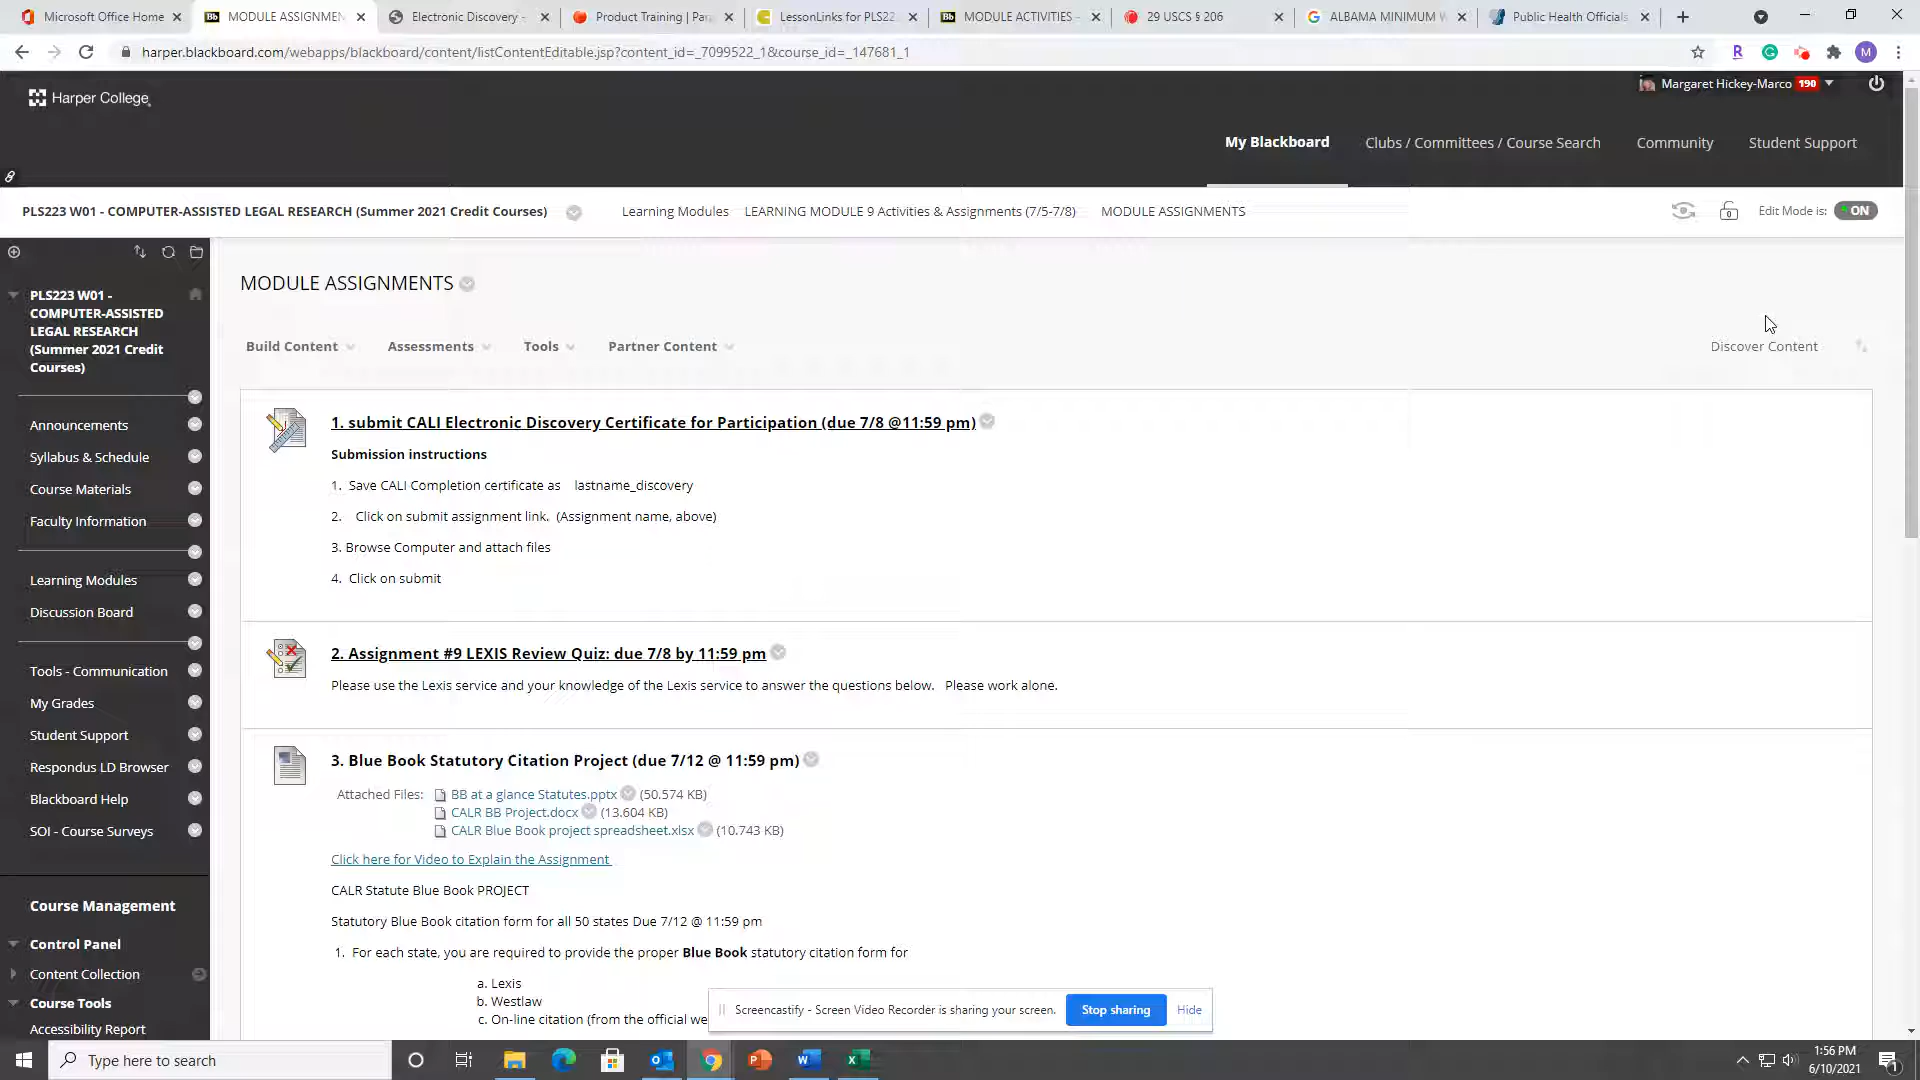 Microsoft Office Home
Bb MODULE ASSIGNMEN
Electronic Discovery -
Product Training | Par
LessonLinks for PLS22
Bb MODULE ACTIVITIES -
29 USCS § 206
ALBAMA MINIMUM W
Public Health Officials
harper.blackboard.com/webapps/blackboard/content/listContentEditable.jsp?content_id=_7099522_1&course_id=_147681_1
R
M
Harper College
Margaret Hickey-Marco 190
My Blackboard
Clubs / Committees / Course Search
Community
Student Support
PLS223 W01 - COMPUTER-ASSISTED LEGAL RESEARCH (Summer 2021 Credit Courses)
Learning Modules
LEARNING MODULE 9 Activities & Assignments (7/5-7/8)
MODULE ASSIGNMENTS
Edit Mode is: ON
PLS223 W01 -
COMPUTER-ASSISTED
LEGAL RESEARCH
(Summer 2021 Credit
Courses)
Announcements
Syllabus & Schedule
Course Materials
Faculty Information
Learning Modules
Discussion Board
Tools - Communication
My Grades
Student Support
Respondus LD Browser
Blackboard Help
SOI - Course Surveys
Course Management
Control Panel
Content Collection
Course Tools
Accessibility Report
MODULE ASSIGNMENTS
Build Content
Assessments
Tools
Partner Content
Discover Content
1. submit CALI Electronic Discovery Certificate for Participation (due 7/8 @11:59 pm)
Submission instructions
1. Save CALI Completion certificate as lastname_discovery
2. Click on submit assignment link. (Assignment name, above)
3. Browse Computer and attach files
4. Click on submit
2. Assignment #9 LEXIS Review Quiz: due 7/8 by 11:59 pm
Please use the Lexis service and your knowledge of the Lexis service to answer the questions below. Please work alone.
3. Blue Book Statutory Citation Project (due 7/12 @ 11:59 pm)
Attached Files: BB at a glance Statutes.pptx (50.574 KB)
CALR BB Project.docx (13.604 KB)
CALR Blue Book project spreadsheet.xlsx (10.743 KB)
Click here for Video to Explain the Assignment
CALR Statute Blue Book PROJECT
Statutory Blue Book citation form for all 50 states Due 7/12 @ 11:59 pm
1. For each state, you are required to provide the proper Blue Book statutory citation form for
a. Lexis
b. Westlaw
c. On-line citation (from the official we
Screencastify - Screen Video Recorder is sharing your screen.
Stop sharing
Hide
Type here to search
1:56 PM
6/10/2021
1